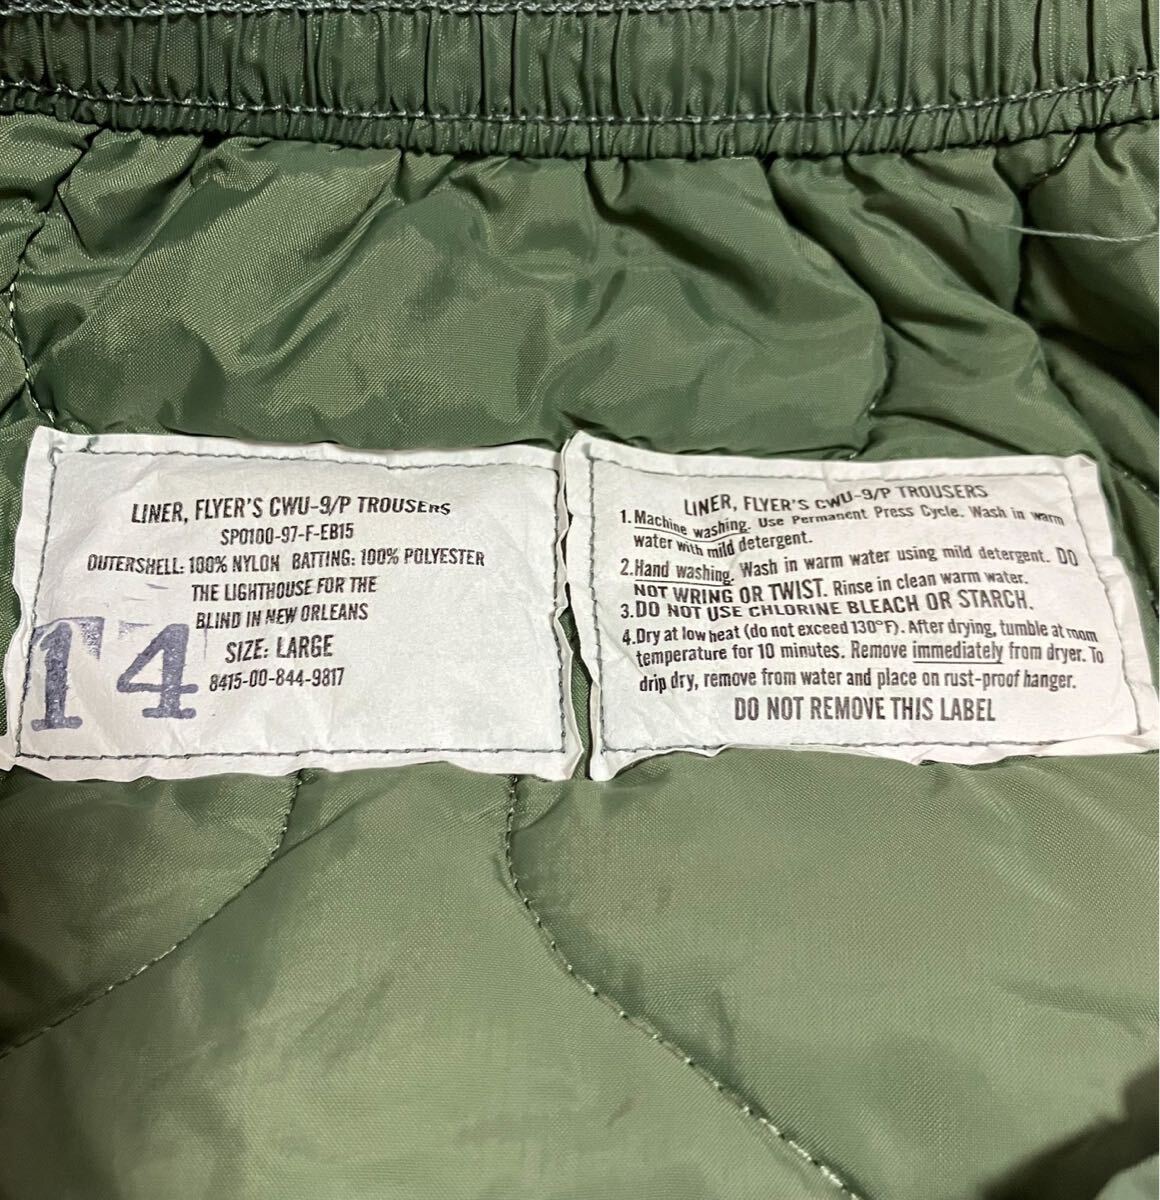 LINER, FLYER'S CWU-9/P TROUSERS
SPO100-97-F-EB15
OUTERSHELL: 100% NYLON BATTING: 100% POLYESTER
THE LIGHTHOUSE FOR THE
BLIND IN NEW ORLEANS
SIZE: LARGE
8415-00-844-9817
14
LINER, FLYER'S CWU-9/P TROUSERS
1. Machine washing. Use Permanent Press Cycle. Wash in warm
water with mild detergent.
2. Hand washing. Wash in warm water using mild detergent. DO
NOT WRING OR TWIST. Rinse in clean warm water.
3. DO NOT USE CHLORINE BLEACH OR STARCH.
4. Dry at low heat (do not exceed 130°F). After drying, tumble at room
temperature for 10 minutes. Remove immediately from dryer. To
drip dry, remove from water and place on rust-proof hanger.
DO NOT REMOVE THIS LABEL